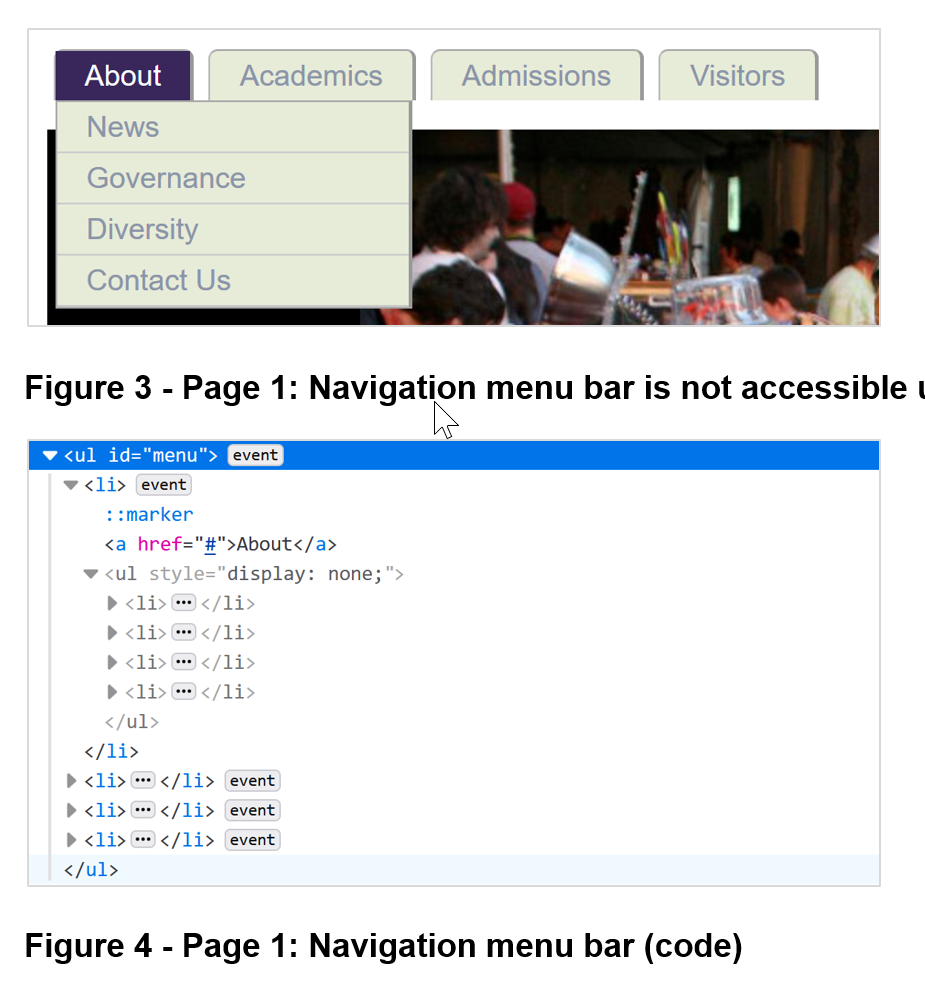 About Academics Admissions Visitors
News
Governance
Diversity
Contact Us
Figure 3 - Page 1: Navigation menu bar is not accessible
<ul id="menu"> event
<li> event
::marker
<a href="#">About</a>
<ul style="display: none;">
<li>•••</li>
<li>•••</li>
<li>•••</li>
<li>•••</li>
</ul>
</li>
<li>•••</li> event
<li>•••</li> event
<li>•••</li> event
</ul>
Figure 4 - Page 1: Navigation menu bar (code)